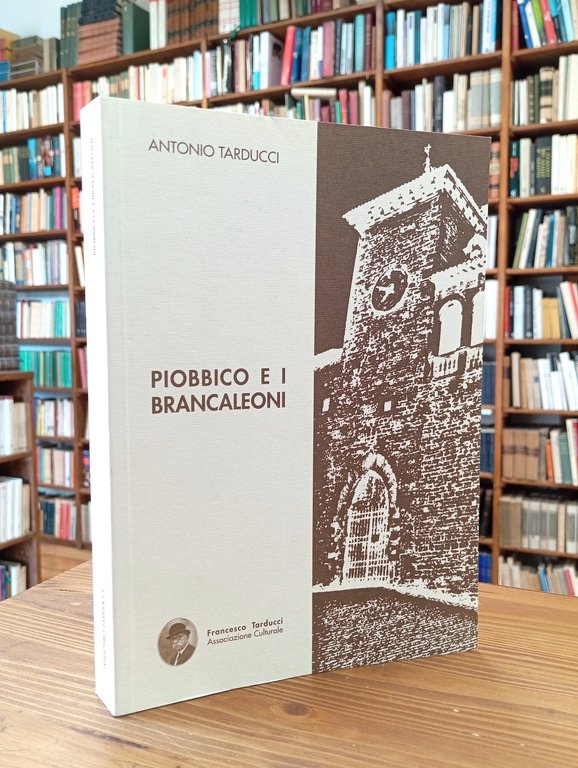 ANTONIO TARDUCCI
PIOBBICO E I
BRANCALEONI
Francesco Tarducci
Associazione Culturale